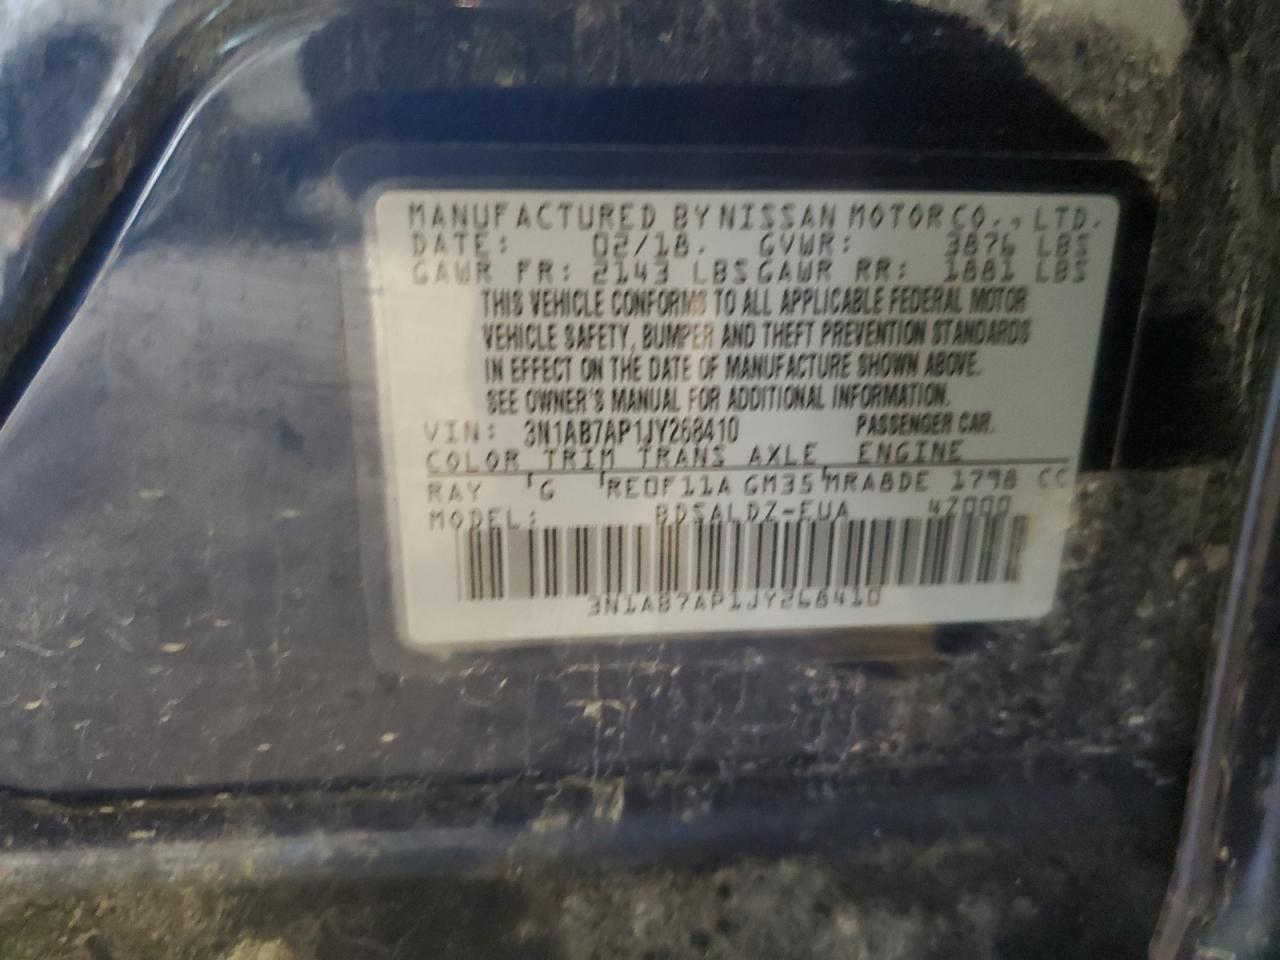 MANUFACTURED BY NISSAN MOTOR CO., LTD.
DATE: 02/18. GVWR: 3876 LBS
GAWR FR: 2143 LBS GAWR RR: 1881 LBS
THIS VEHICLE CONFORMS TO ALL APPLICABLE FEDERAL MOTOR
VEHICLE SAFETY, BUMPER AND THEFT PREVENTION STANDARDS
IN EFFECT ON THE DATE OF MANUFACTURE SHOWN ABOVE.
SEE OWNER'S MANUAL FOR ADDITIONAL INFORMATION.
VIN: 3N1AB7AP1JY268410 PASSENGER CAR.
COLOR TRIM TRANS AXLE ENGINE
RAY G RE0F11A GM35 MRA8DE 1798 CC
MODEL: BDSALDZ-EUA 4Z000
3N1AB7AP1JY268410